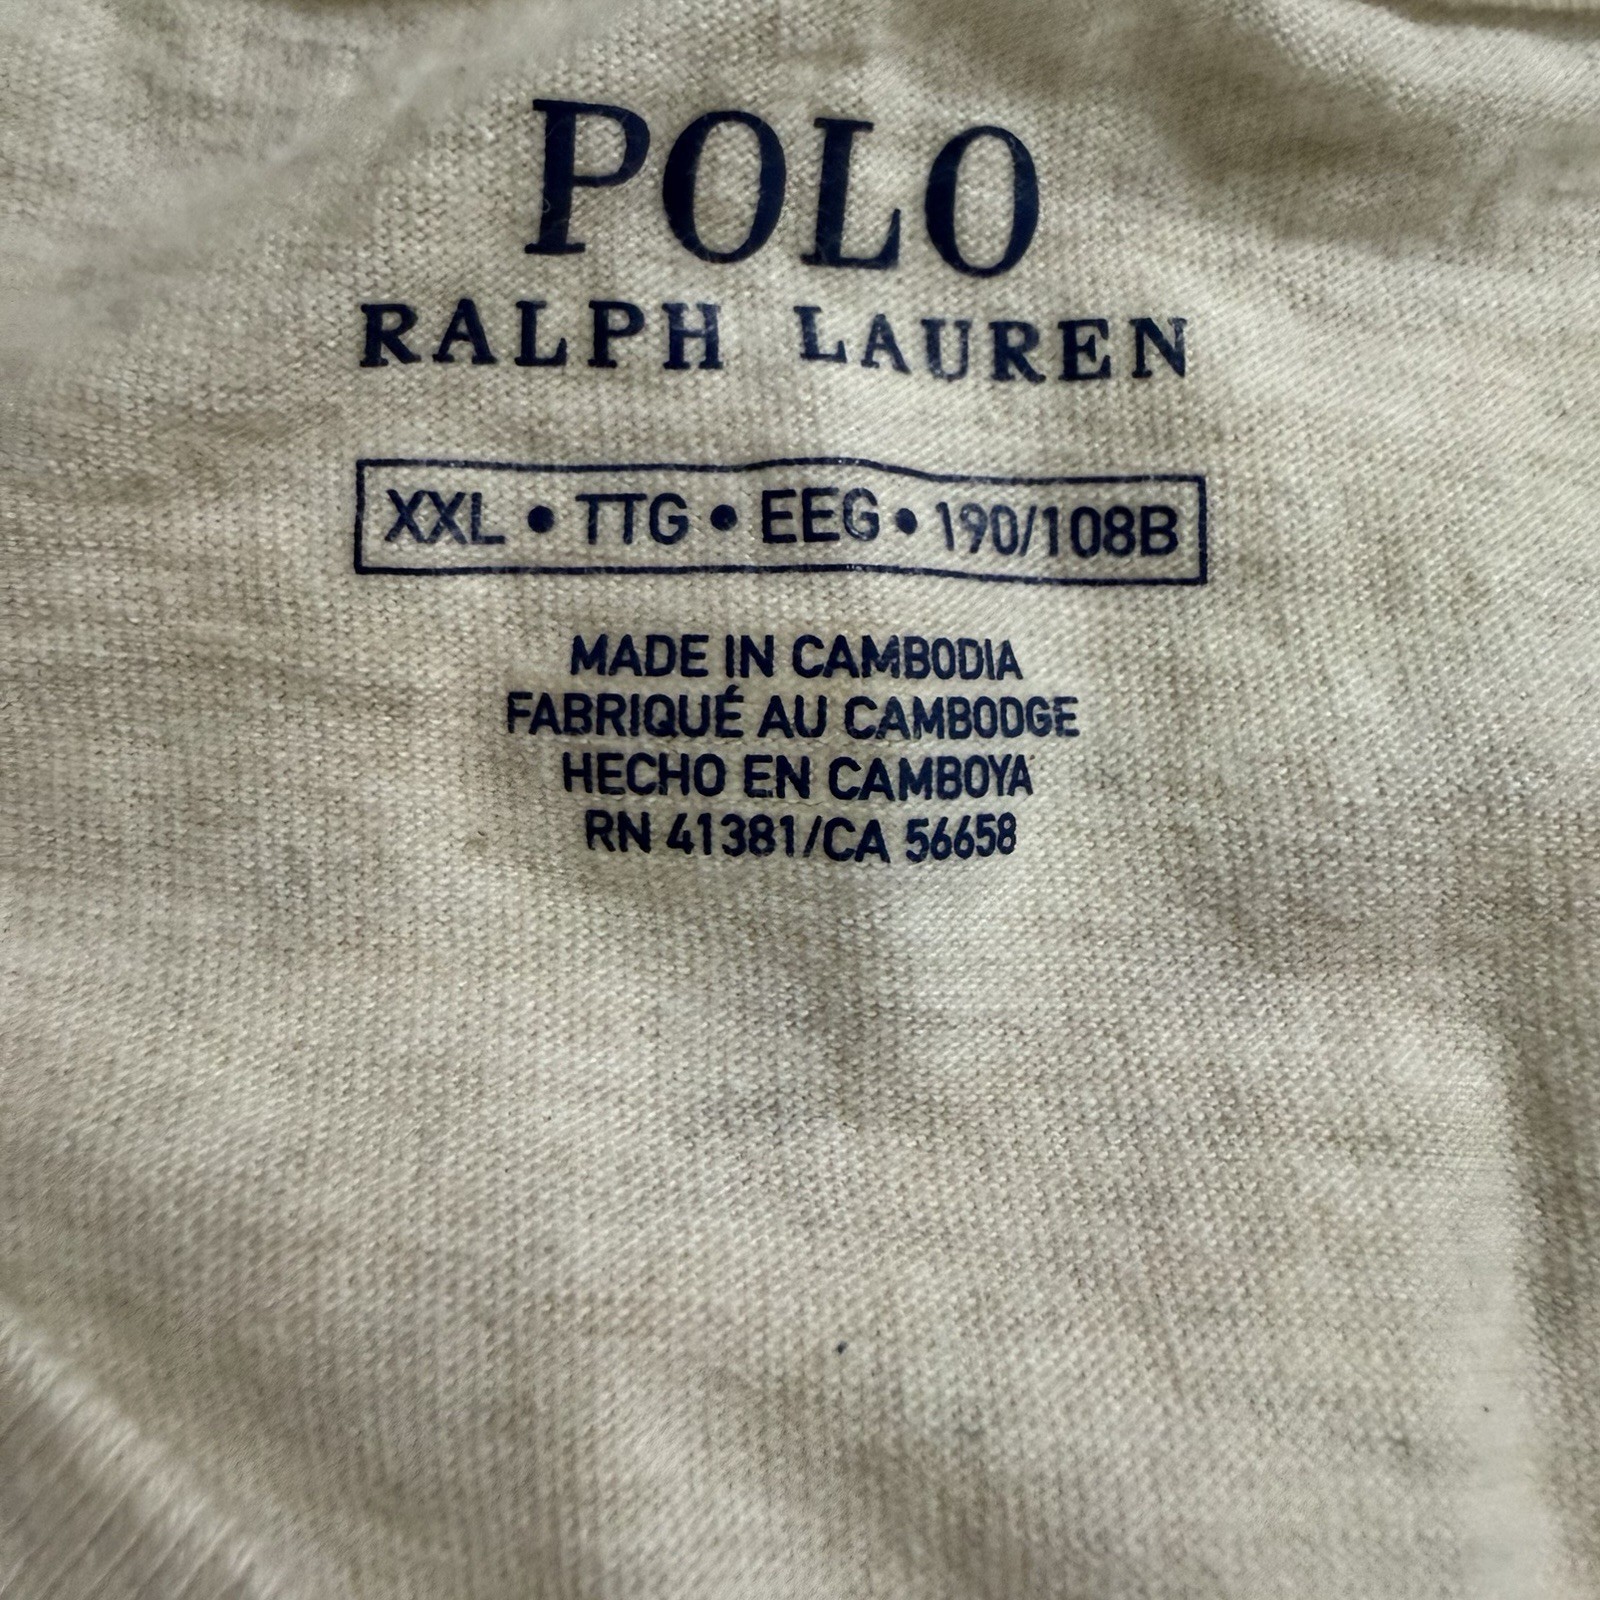 POLO
RALPH LAUREN
XXL • TTG • EEG • 190/108B
MADE IN CAMBODIA
FABRIQUÉ AU CAMBODGE
HECHO EN CAMBOYA
RN 41381/CA 56658